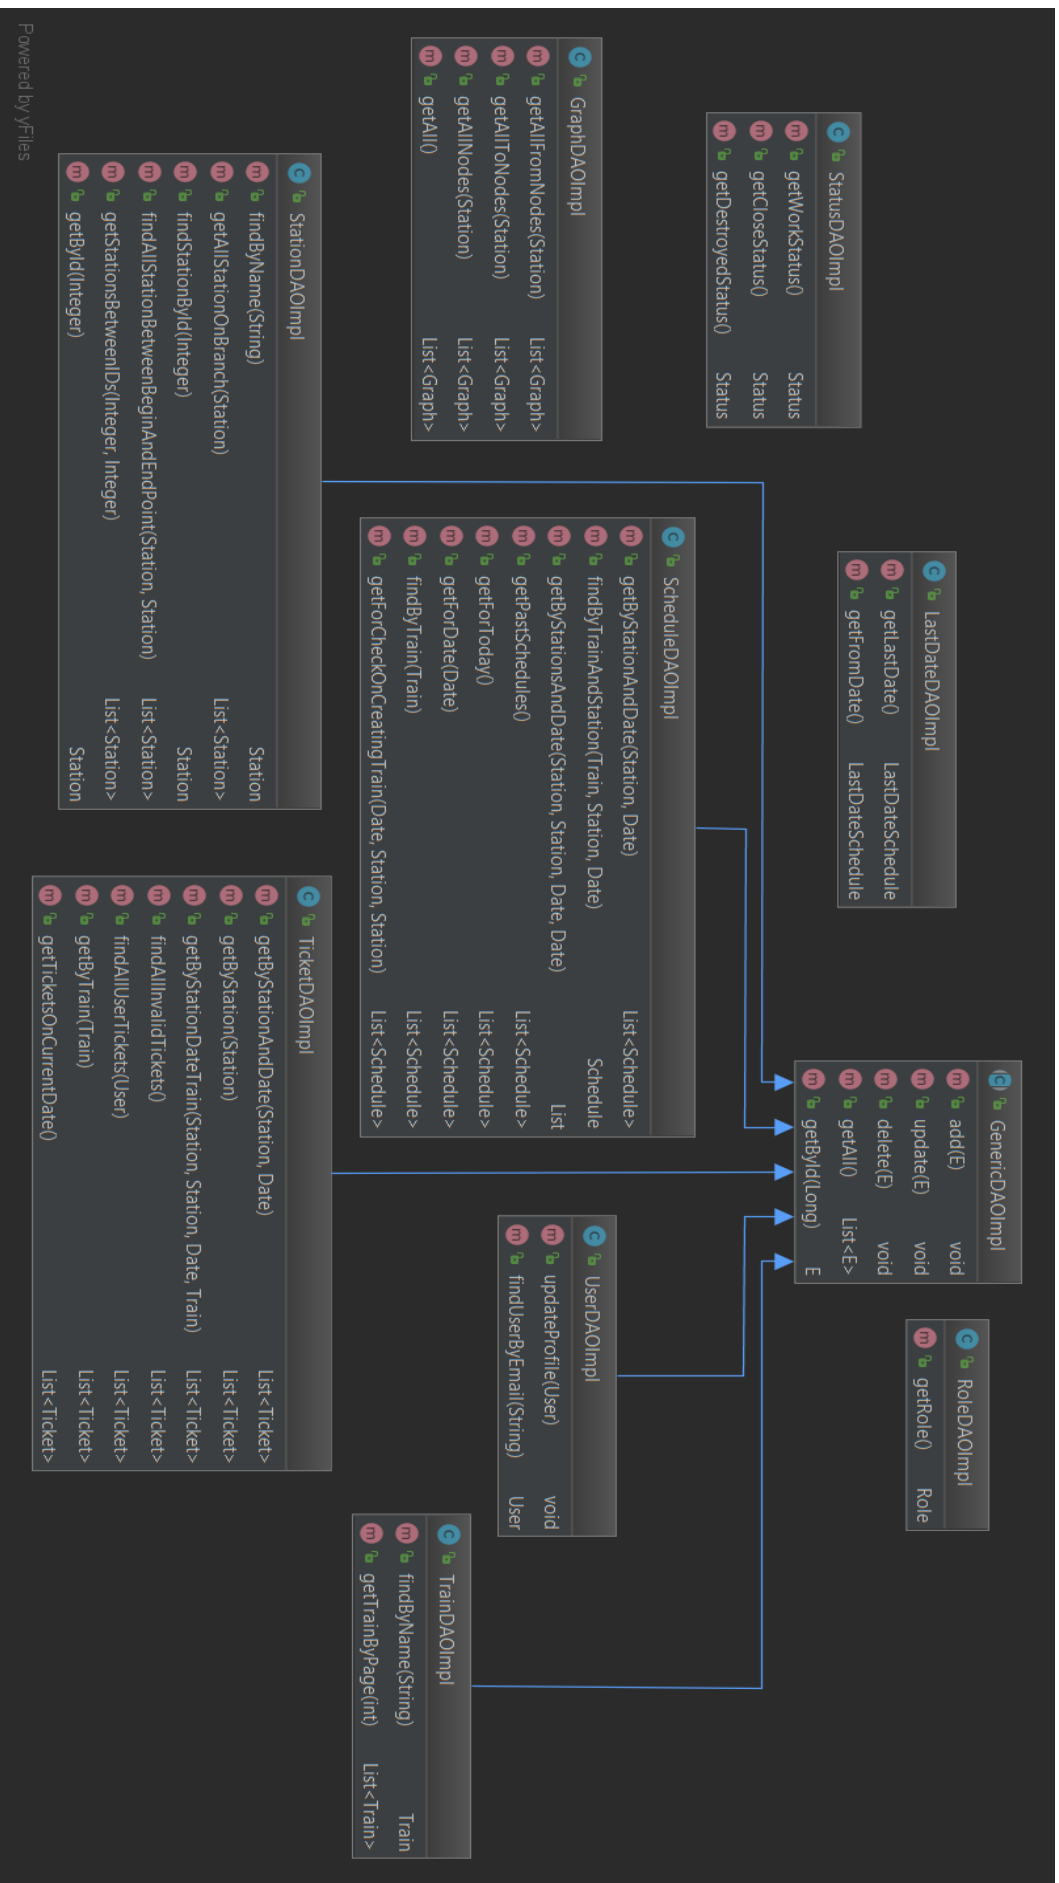 StatusDAOImpl
getWorkStatus() Status
getCloseStatus() Status
getDestroyedStatus() Status
LastDateDAOImpl
getLastDate() LastDateSchedule
getFromDate() LastDateSchedule
GenericDAOImpl
add(E) void
update(E) void
delete(E) void
getAll() List<E>
getById(Long) E
RoleDAOImpl
getRole() Role
GraphDAOImpl
getAllFromNodes(Station) List<Graph>
getAllToNodes(Station) List<Graph>
getAllNodes(Station) List<Graph>
getAll() List<Graph>
ScheduleDAOImpl
getByStationAndDate(Station, Date) List<Schedule>
findByTrainAndStation(Train, Station, Date) Schedule
getByStationsAndDate(Station, Station, Date, Date) List
getPastSchedules() List<Schedule>
getForToday() List<Schedule>
getForDate(Date) List<Schedule>
findByTrain(Train) List<Schedule>
getForCheckOnCreatingTrain(Date, Station, Station) List<Schedule>
UserDAOImpl
updateProfile(User) void
findUserByEmail(String) User
TrainDAOImpl
findByName(String) Train
getTrainByPage(int) List<Train>
StationDAOImpl
findByName(String) Station
getAllStationOnBranch(Station) List<Station>
findStationById(Integer) Station
findAllStationBetweenBeginAndEndPoint(Station, Station) List<Station>
getStationsBetweenIDs(Integer, Integer) List<Station>
getById(Integer) Station
TicketDAOImpl
getByStationAndDate(Station, Date) List<Ticket>
getByStation(Station) List<Ticket>
getByStationDateTrain(Station, Station, Date, Train) List<Ticket>
findAllInvalidTickets() List<Ticket>
findAllUserTickets(User) List<Ticket>
getByTrain(Train) List<Ticket>
getTicketsOnCurrentDate() List<Ticket>
Powered by yFiles